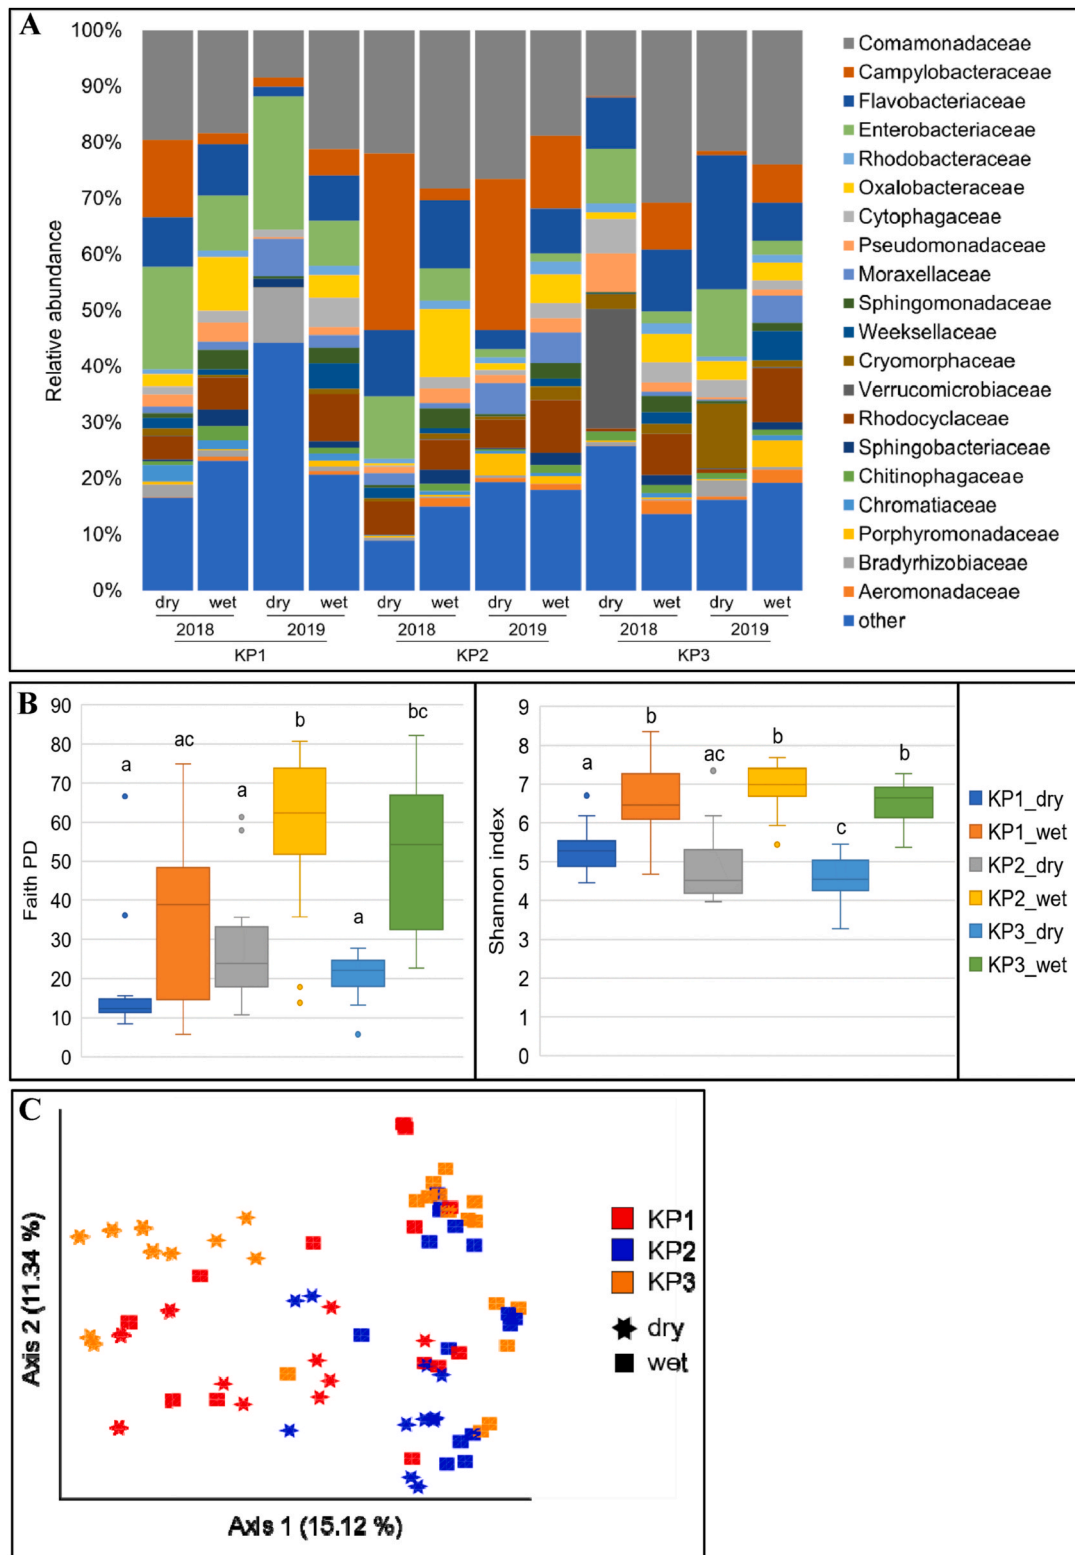 A
100%
90%
80%
70%
60%
50%
40%
30%
20%
10%
0%
Relative abundance
dry wet dry wet dry wet dry wet dry wet dry wet
2018 2019 2018 2019 2018 2019
KP1 KP2 KP3
Comamonadaceae
Campylobacteraceae
Flavobacteriaceae
Enterobacteriaceae
Rhodobacteraceae
Oxalobacteraceae
Cytophagaceae
Pseudomonadaceae
Moraxellaceae
Sphingomonadaceae
Weeksellaceae
Cryomorphaceae
Verrucomicrobiaceae
Rhodocyclaceae
Sphingobacteriaceae
Chitinophagaceae
Chromatiaceae
Porphyromonadaceae
Bradyrhizobiaceae
Aeromonadaceae
other
B
90
80
70
60
50
40
30
20
10
0
Faith PD
a ac a b a bc
9
8
7
6
5
4
3
2
1
0
Shannon index
a b ac b c b
KP1_dry
KP1_wet
KP2_dry
KP2_wet
KP3_dry
KP3_wet
C
Axis 2 (11.34 %)
Axis 1 (15.12 %)
KP1
KP2
KP3
dry
wet